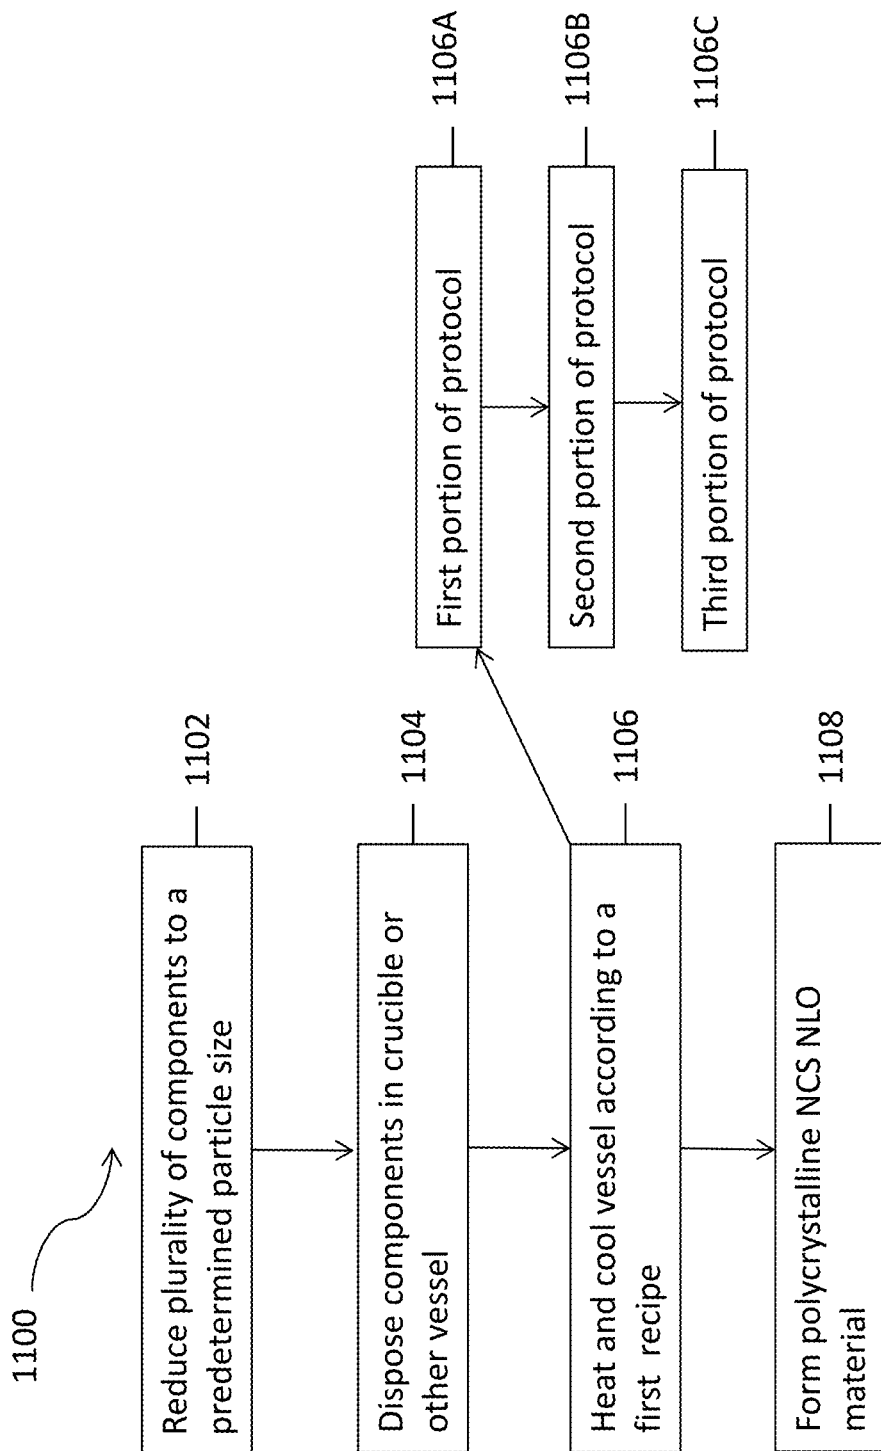 1100
Reduce plurality of components to a
predetermined particle size
1102
Dispose components in crucible or
other vessel
1104
Heat and cool vessel according to a
first recipe
1106
Form polycrystalline NCS NLO
material
1108
First portion of protocol
1106A
Second portion of protocol
1106B
Third portion of protocol
1106C